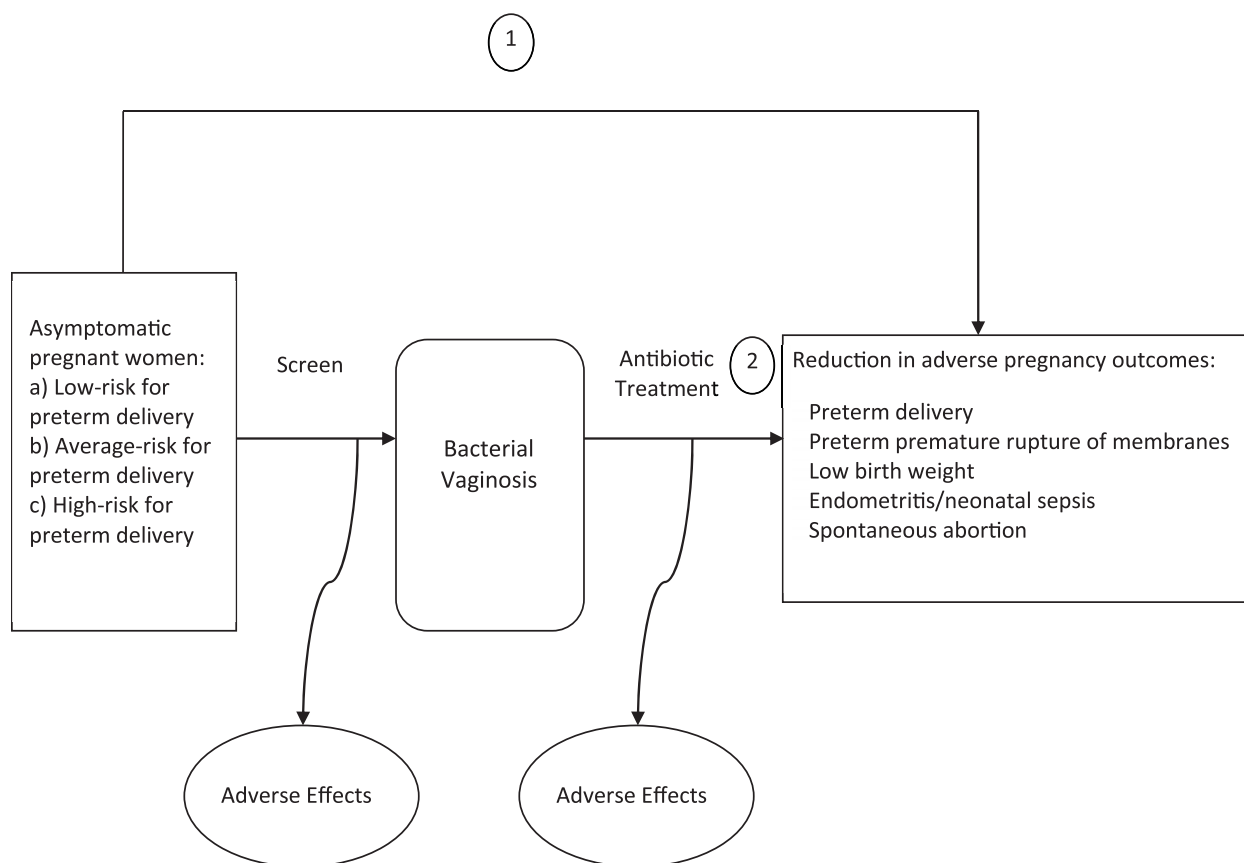 1
Asymptomatic
pregnant women:
a) Low-risk for
preterm delivery
b) Average-risk for
preterm delivery
c) High-risk for
preterm delivery
Screen
Bacterial
Vaginosis
Antibiotic
Treatment
2
Reduction in adverse pregnancy outcomes:
Preterm delivery
Preterm premature rupture of membranes
Low birth weight
Endometritis/neonatal sepsis
Spontaneous abortion
Adverse Effects
Adverse Effects